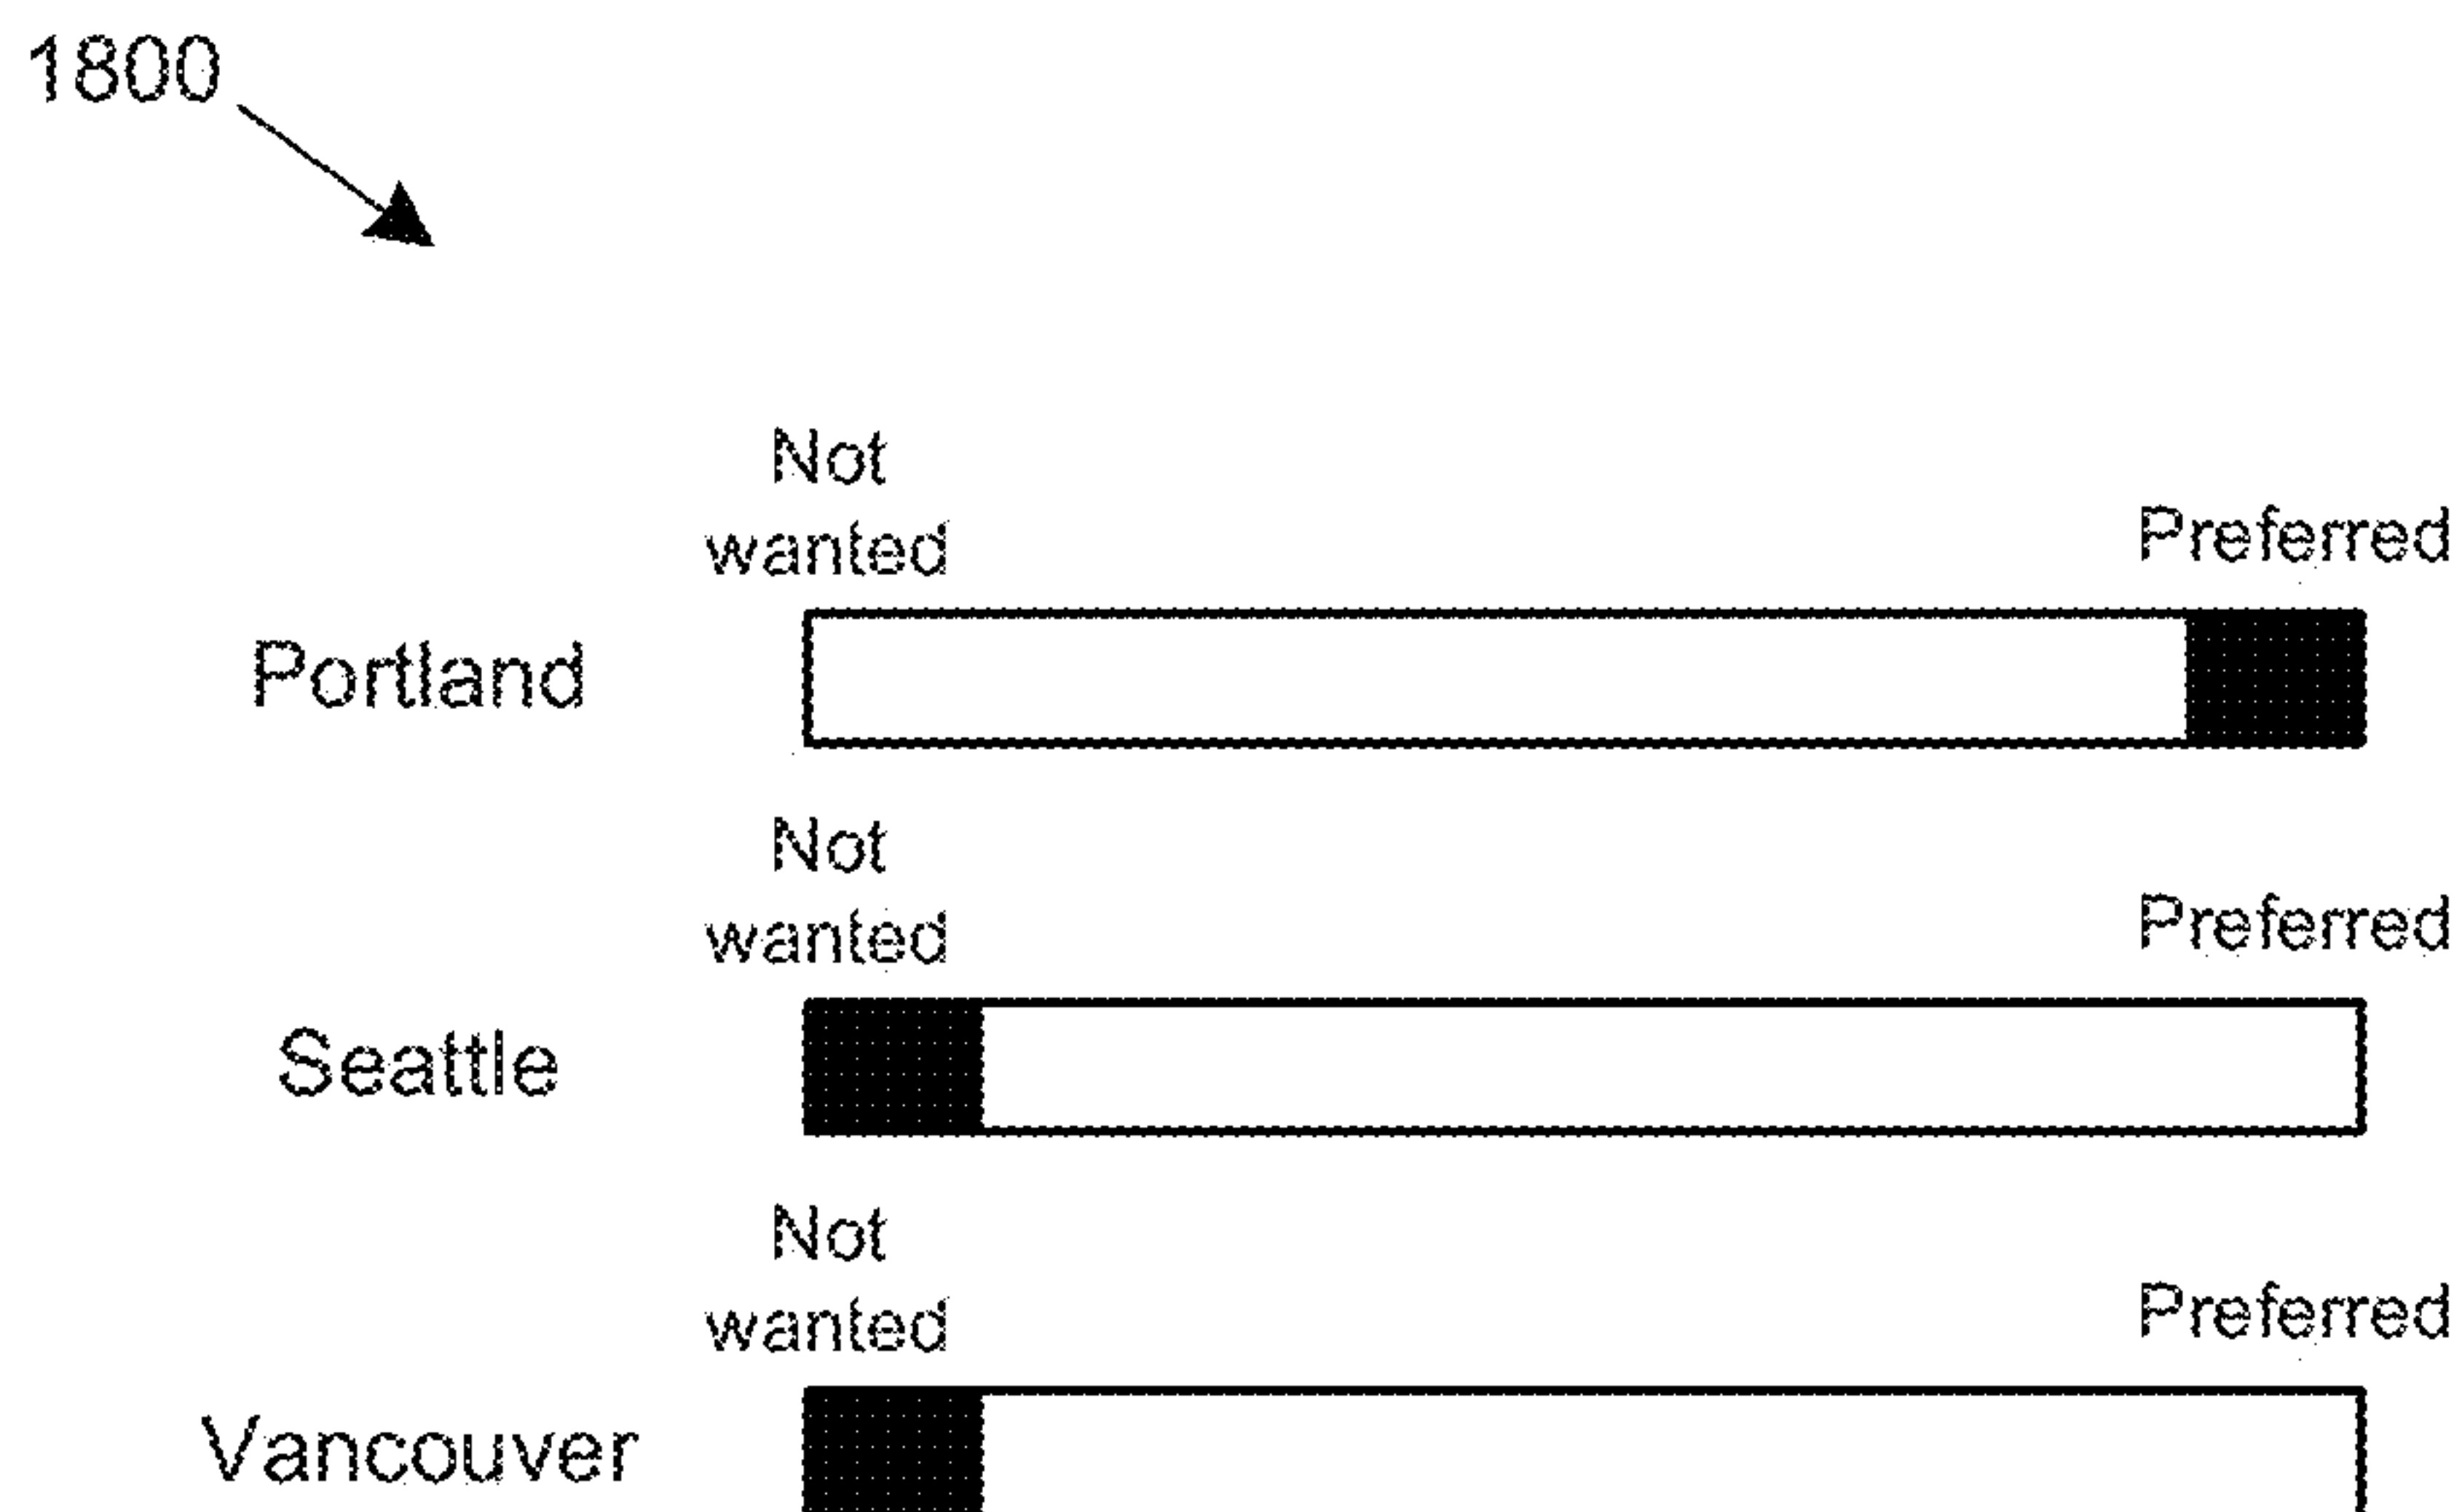 1800
Not
wanted
Preferred
Portland
Not
wanted
Preferred
Seattle
Not
wanted
Preferred
Vancouver